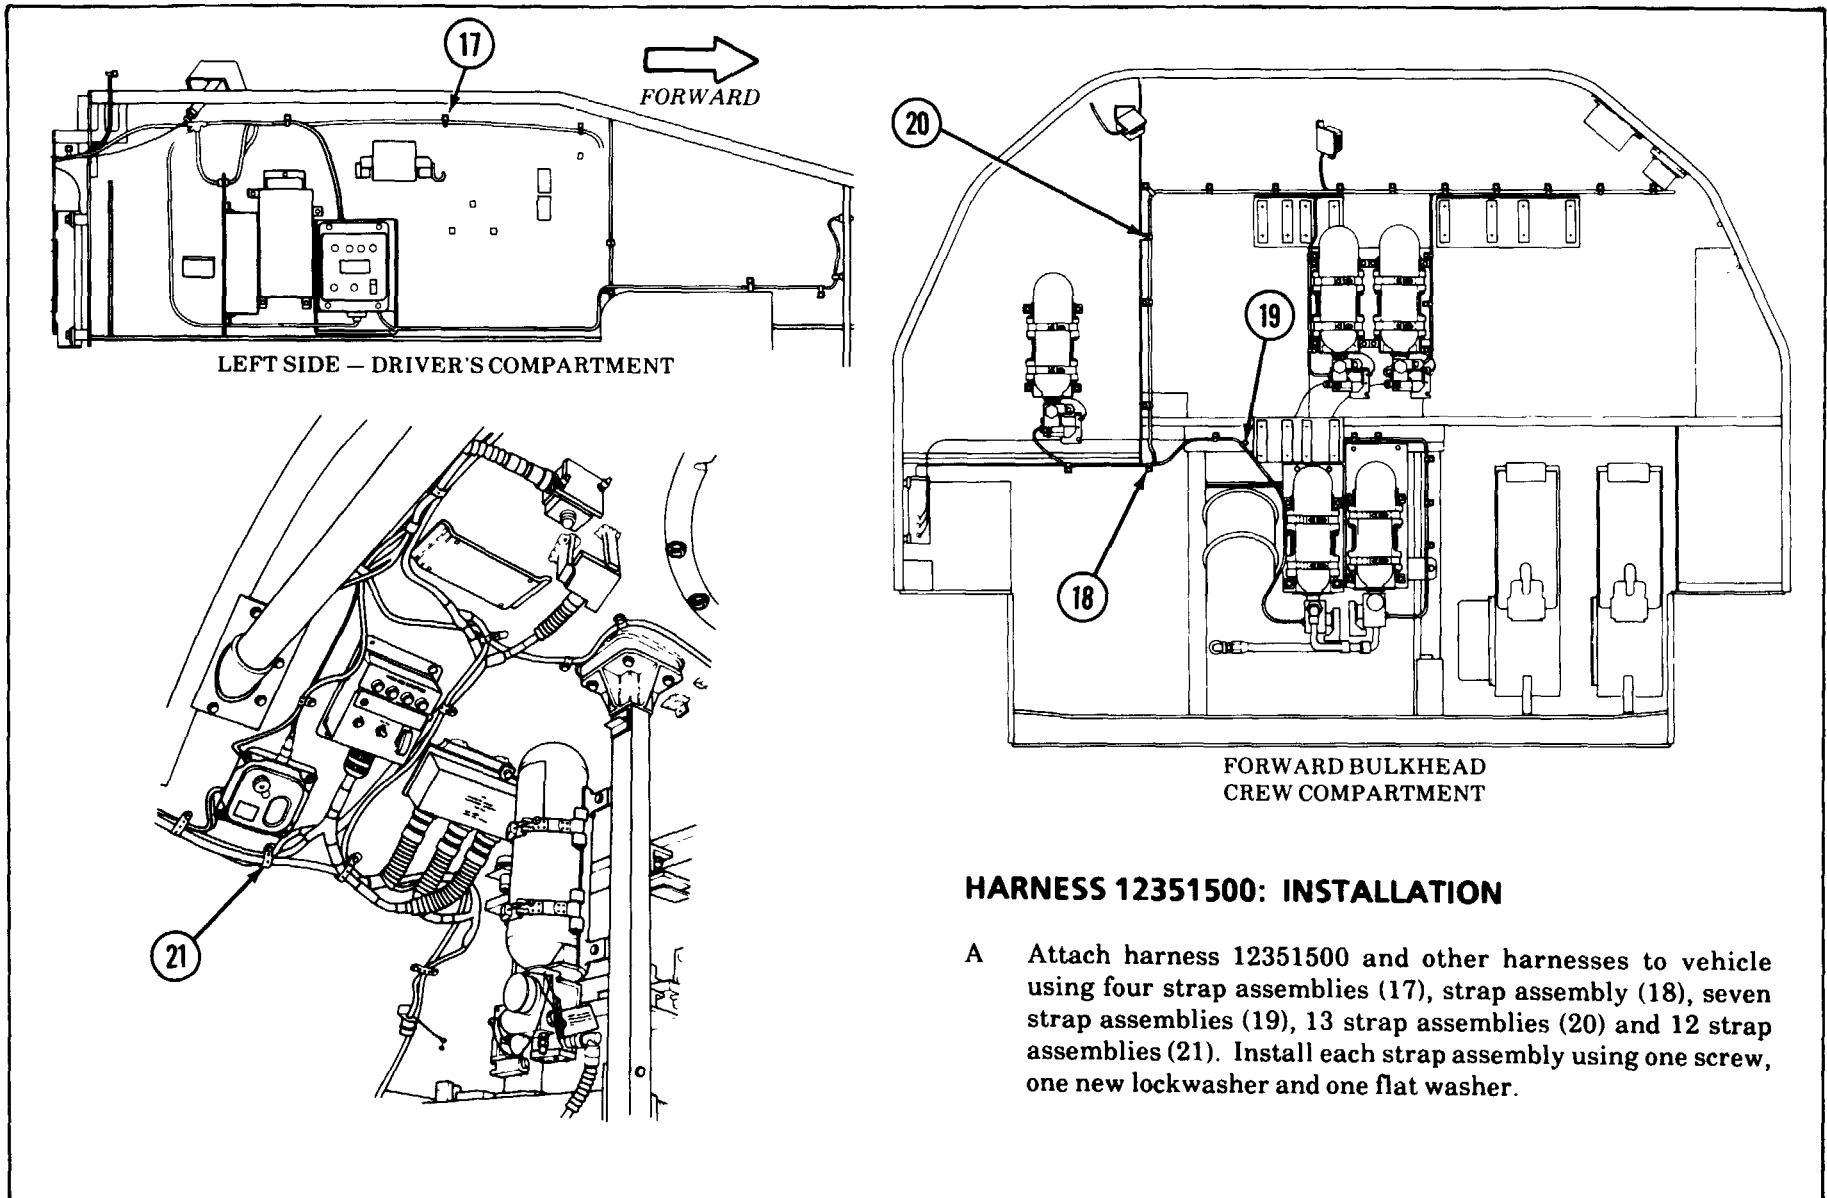 17
FORWARD
LEFT SIDE — DRIVER'S COMPARTMENT
20
19
18
FORWARD BULKHEAD
CREW COMPARTMENT
21
HARNESS 12351500: INSTALLATION
A Attach harness 12351500 and other harnesses to vehicle
using four strap assemblies (17), strap assembly (18), seven
strap assemblies (19), 13 strap assemblies (20) and 12 strap
assemblies (21). Install each strap assembly using one screw,
one new lockwasher and one flat washer.